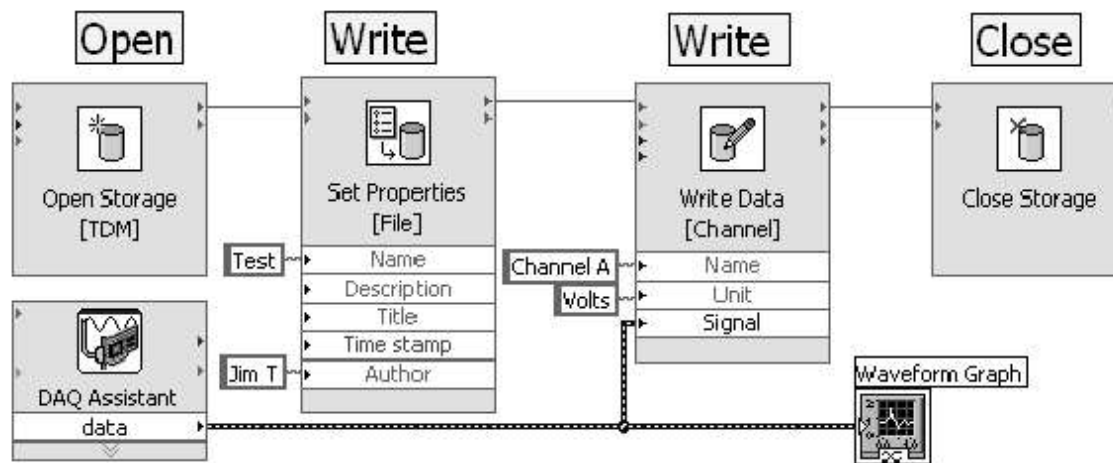 Open
Write
Write
Close
Open Storage
[TDM]
Set Properties
[File]
Test
Name
Description
Title
Time stamp
Jim T
Author
Write Data
[Channel]
Channel A
Name
Volts
Unit
Signal
Close Storage
DAQ Assistant
data
Waveform Graph